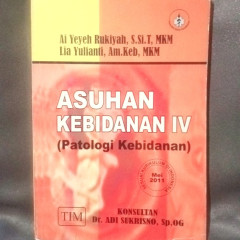 Ai Yeyeh Rukiyah, S.Si.T. MKM
Lia Yulianti, Am.Keb, MKM
ASUHAN
KEBIDANAN IV
(Patologi Kebidanan)
TIM
KONSULTAN
Dr. ADI SUKRISNO, Sp.OG